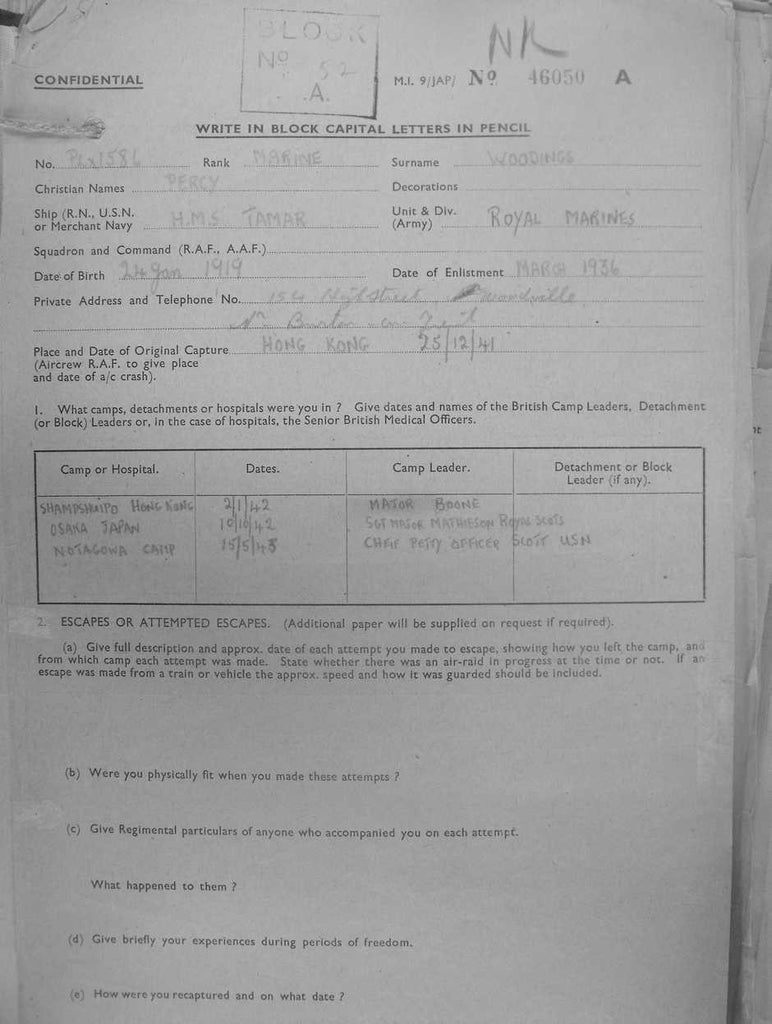 BLOCK
No 52
A.
NR
CONFIDENTIAL
M.I. 9/JAP/ No 46050 A
WRITE IN BLOCK CAPITAL LETTERS IN PENCIL
No. PLX1586 Rank MARINE Surname WOODINGS
Christian Names PERCY Decorations
Ship (R.N., U.S.N. or Merchant Navy H.M.S TAMAR Unit & Div. (Army) ROYAL MARINES
Squadron and Command (R.A.F., A.A.F.)
Date of Birth 24 Jan 1919 Date of Enlistment MARCH 1936
Private Address and Telephone No. 154 High Street
Nr Burton on Trent
Place and Date of Original Capture HONG KONG 25/12/41
(Aircrew R.A.F. to give place
and date of a/c crash).
1. What camps, detachments or hospitals were you in ? Give dates and names of the British Camp Leaders, Detachment
(or Block) Leaders or, in the case of hospitals, the Senior British Medical Officers.
Camp or Hospital. Dates. Camp Leader. Detachment or Block Leader (if any).
SHAMPSHUIPO HONG KONG 2/1/42 MAJOR BOONE
OSAKA JAPAN 10/10/42 SGT MAJOR MATHIESON ROYAL SCOTS
NOTAGOWA CAMP 15/5/45 CHEIF PETTY OFFICER SCOTT USN
2. ESCAPES OR ATTEMPTED ESCAPES. (Additional paper will be supplied on request if required).
(a) Give full description and approx. date of each attempt you made to escape, showing how you left the camp, and
from which camp each attempt was made. State whether there was an air-raid in progress at the time or not. If an
escape was made from a train or vehicle the approx. speed and how it was guarded should be included.
(b) Were you physically fit when you made these attempts ?
(c) Give Regimental particulars of anyone who accompanied you on each attempt.
What happened to them ?
(d) Give briefly your experiences during periods of freedom.
(e) How were you recaptured and on what date ?